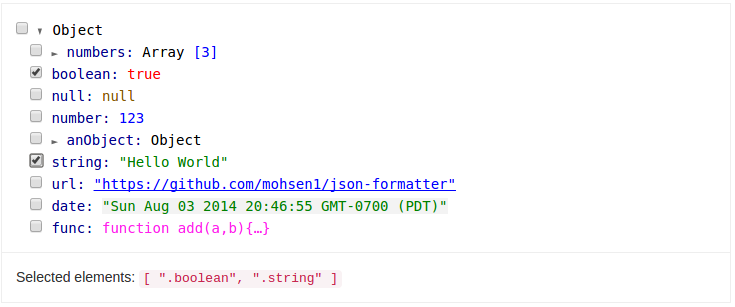 Object
numbers: Array [3]
boolean: true
null: null
number: 123
anObject: Object
string: "Hello World"
url: "https://github.com/mohsen1/json-formatter"
date: "Sun Aug 03 2014 20:46:55 GMT-0700 (PDT)"
func: function add(a,b){…}
Selected elements: [ ".boolean", ".string" ]